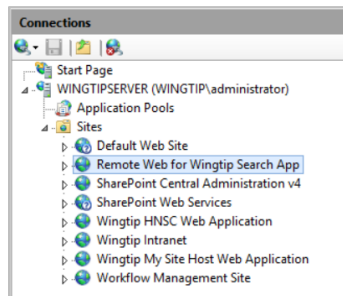 Connections
Start Page
WINGTIPSERVER (WINGTIP\administrator)
Application Pools
Sites
Default Web Site
Remote Web for Wingtip Search App
SharePoint Central Administration v4
SharePoint Web Services
Wingtip HNSC Web Application
Wingtip Intranet
Wingtip My Site Host Web Application
Workflow Management Site